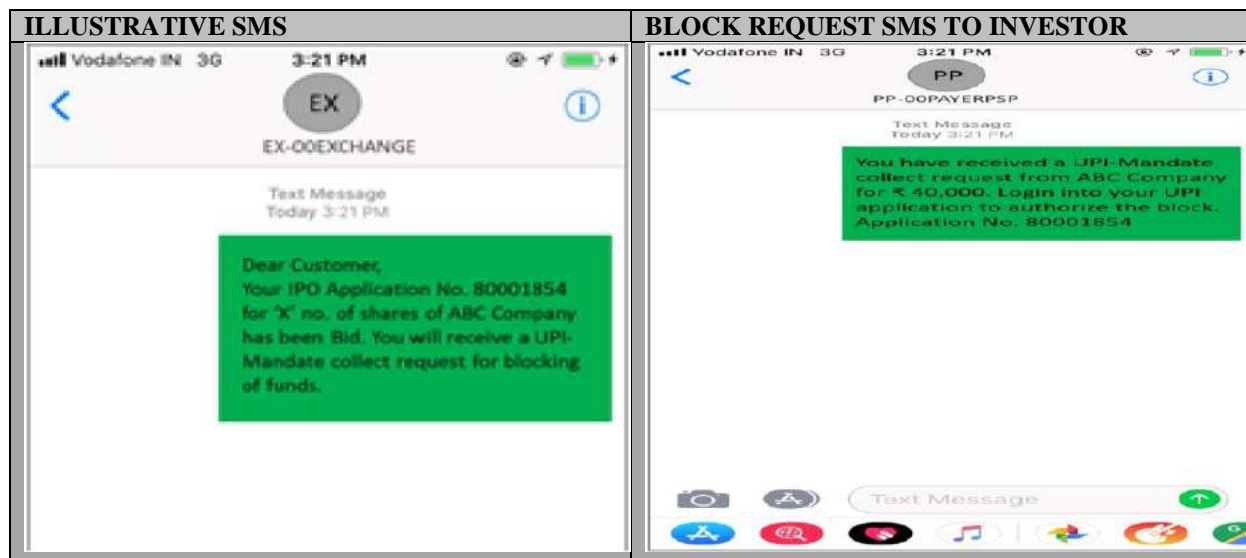 ILLUSTRATIVE SMS
Vodafone IN 3G 3:21 PM
EX
EX-00EXCHANGE
Text Message
Today 3:21 PM
Dear Customer,
Your IPO Application No. 80001854
for 'X' no. of shares of ABC Company
has been Bid. You will receive a UPI-
Mandate collect request for blocking
of funds.
BLOCK REQUEST SMS TO INVESTOR
Vodafone IN 3G 3:21 PM
PP
PP-00PAYERPSP
Text Message
Today 3:21 PM
You have received a UPI-Mandate
collect request from ABC Company
for ₹ 40,000. Login into your UPI
application to authorize the block.
Application No. 80001854
Text Message